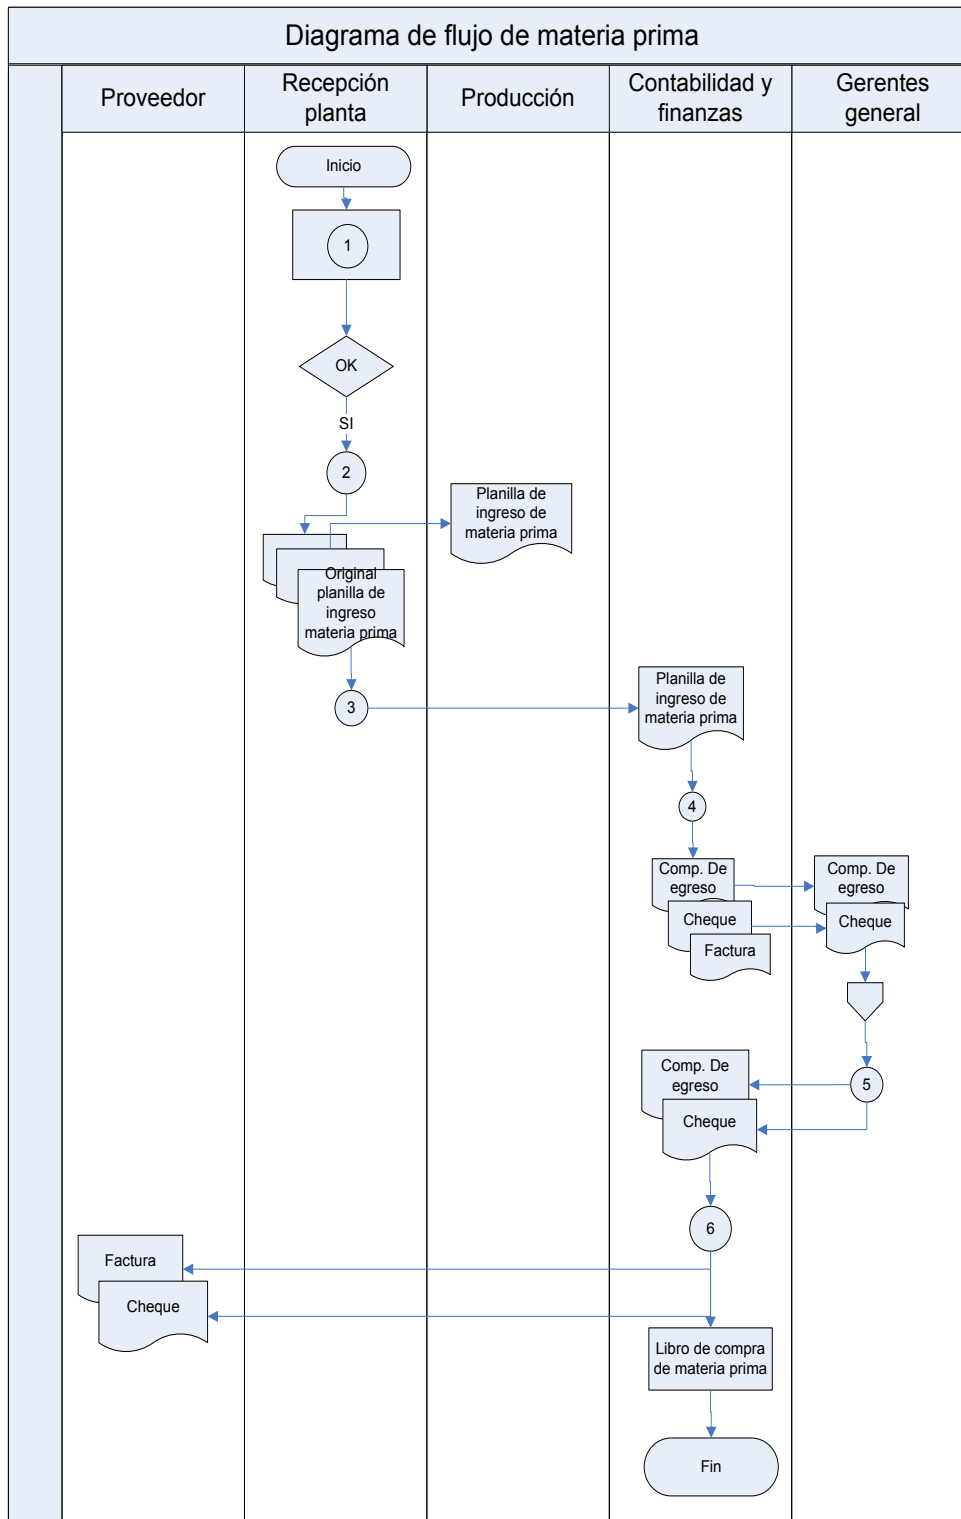 Diagrama de flujo de materia prima
Proveedor
Recepción
planta
Producción
Contabilidad y
finanzas
Gerentes
general
Inicio
1
OK
SI
2
Planilla de
ingreso de
materia prima
Original
planilla de
ingreso
materia prima
3
Planilla de
ingreso de
materia prima
4
Comp. De
egreso
Cheque
Factura
Comp. De
egreso
Cheque
5
Comp. De
egreso
Cheque
6
Factura
Cheque
Libro de compra
de materia prima
Fin